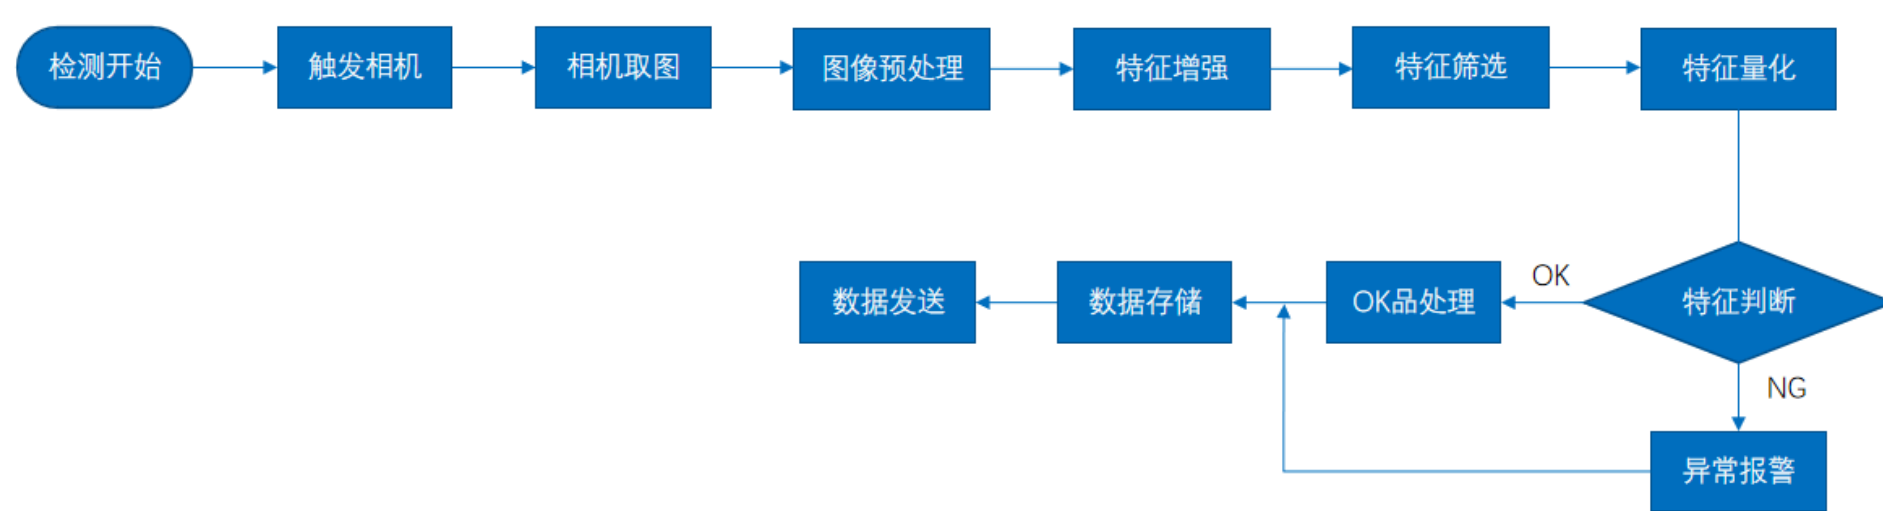 检测开始
触发相机
相机取图
图像预处理
特征增强
特征筛选
特征量化
特征判断
OK
OK品处理
数据存储
数据发送
NG
异常报警